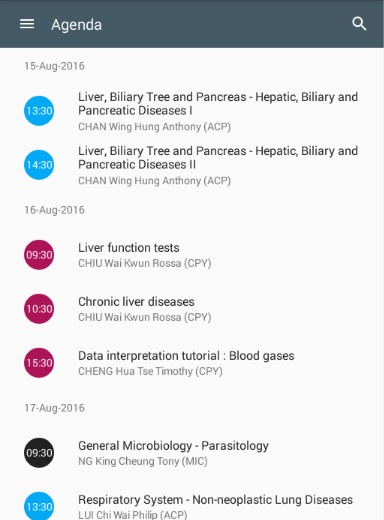 Agenda
15-Aug-2016
13:30
Liver, Biliary Tree and Pancreas - Hepatic, Biliary and
Pancreatic Diseases I
CHAN Wing Hung Anthony (ACP)
14:30
Liver, Biliary Tree and Pancreas - Hepatic, Biliary and
Pancreatic Diseases II
CHAN Wing Hung Anthony (ACP)
16-Aug-2016
09:30
Liver function tests
CHIU Wai Kwun Rossa (CPY)
10:30
Chronic liver diseases
CHIU Wai Kwun Rossa (CPY)
15:30
Data interpretation tutorial : Blood gases
CHENG Hua Tse Timothy (CPY)
17-Aug-2016
09:30
General Microbiology - Parasitology
NG King Cheung Tony (MIC)
13:30
Respiratory System - Non-neoplastic Lung Diseases
LUI Chi Wai Philip (ACP)